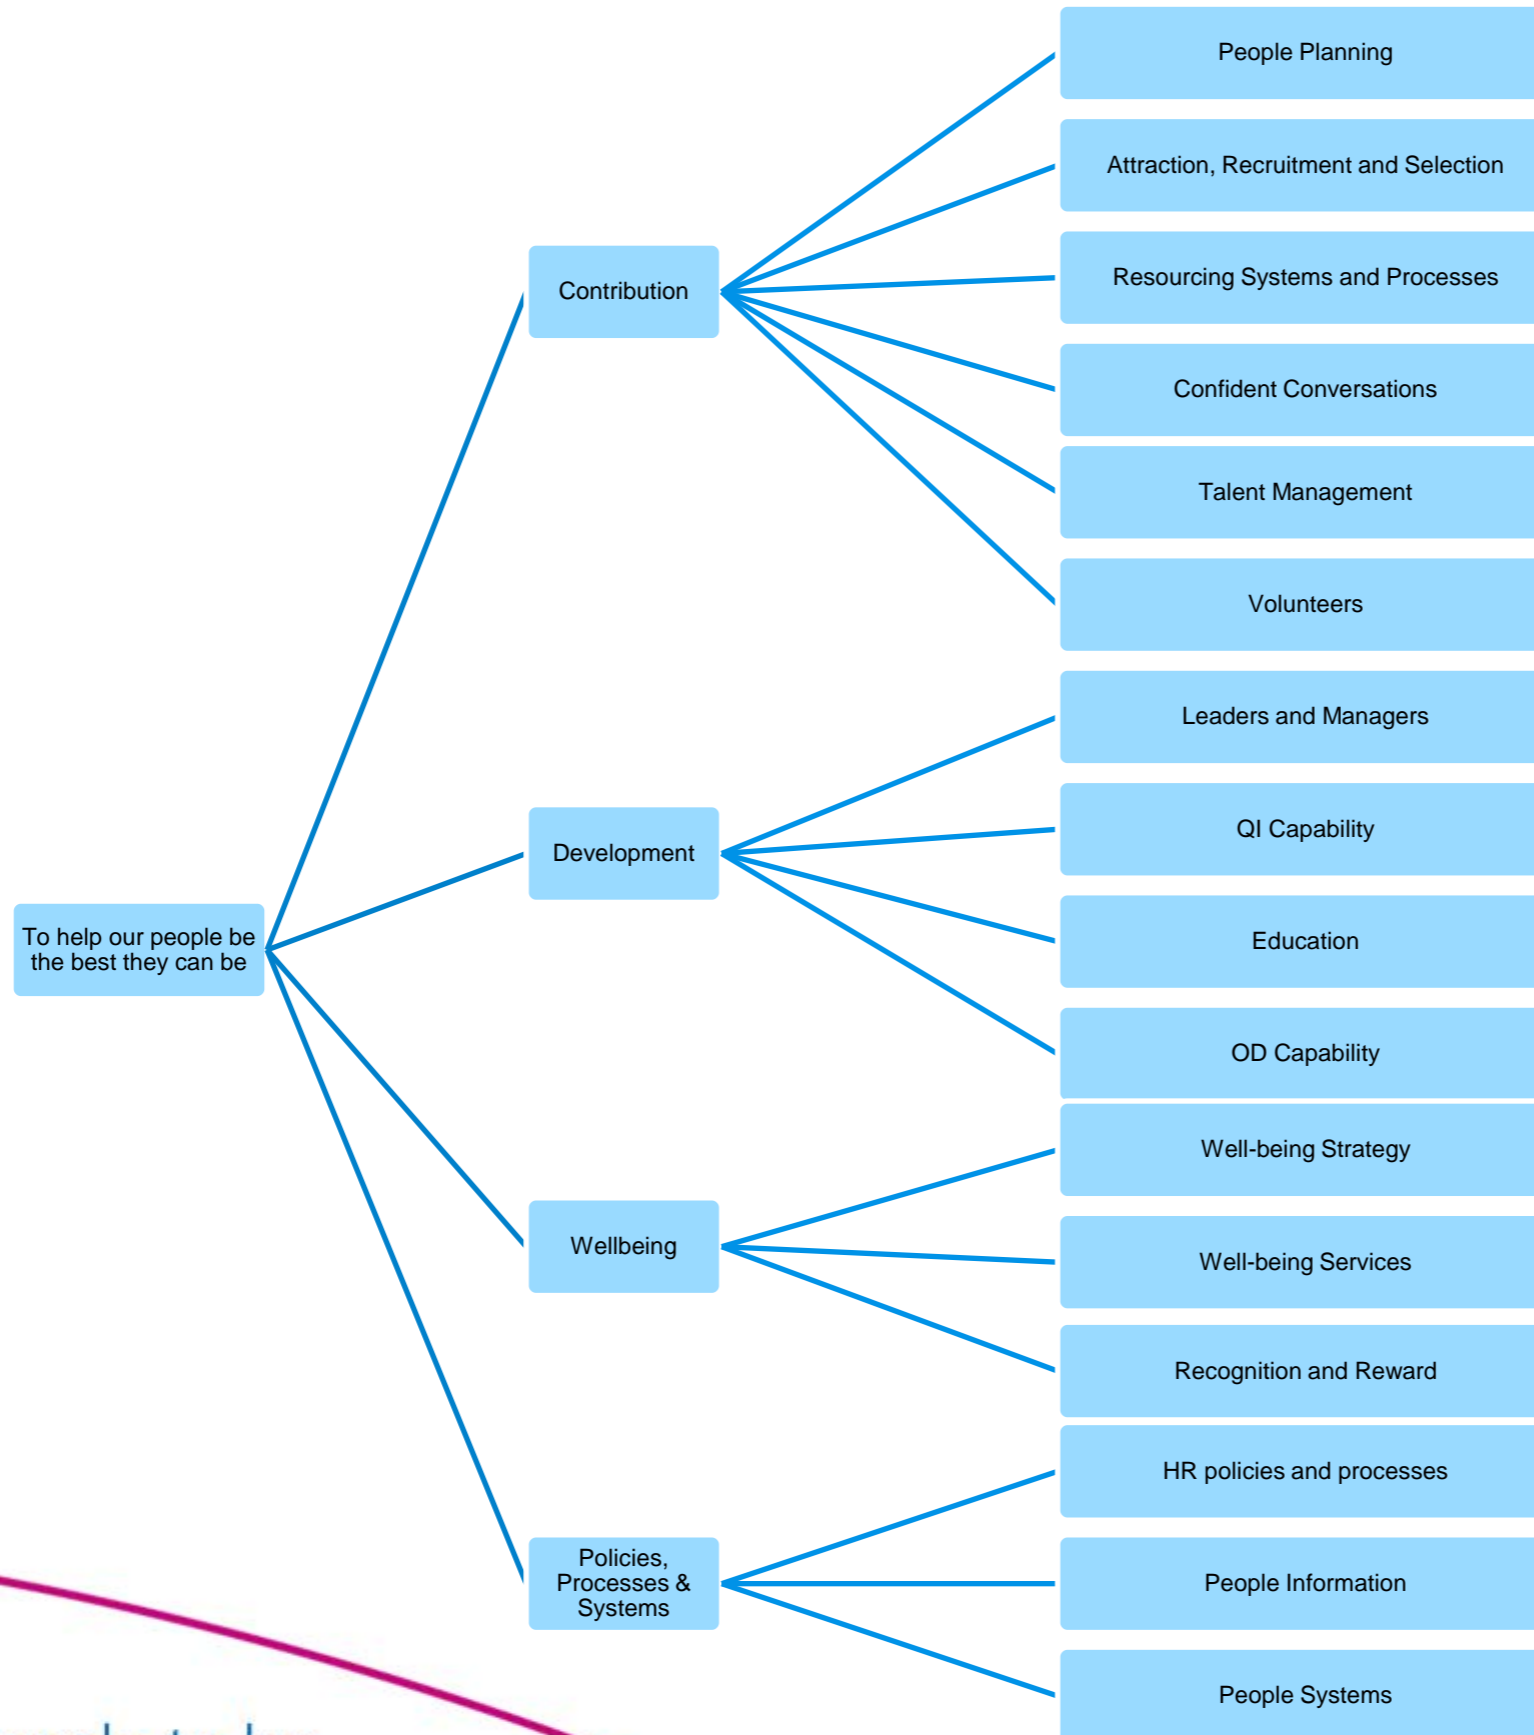 To help our people be
the best they can be
Contribution
People Planning
Attraction, Recruitment and Selection
Resourcing Systems and Processes
Confident Conversations
Talent Management
Volunteers
Development
Leaders and Managers
QI Capability
Education
OD Capability
Wellbeing
Well-being Strategy
Well-being Services
Recognition and Reward
Policies,
Processes &
Systems
HR policies and processes
People Information
People Systems